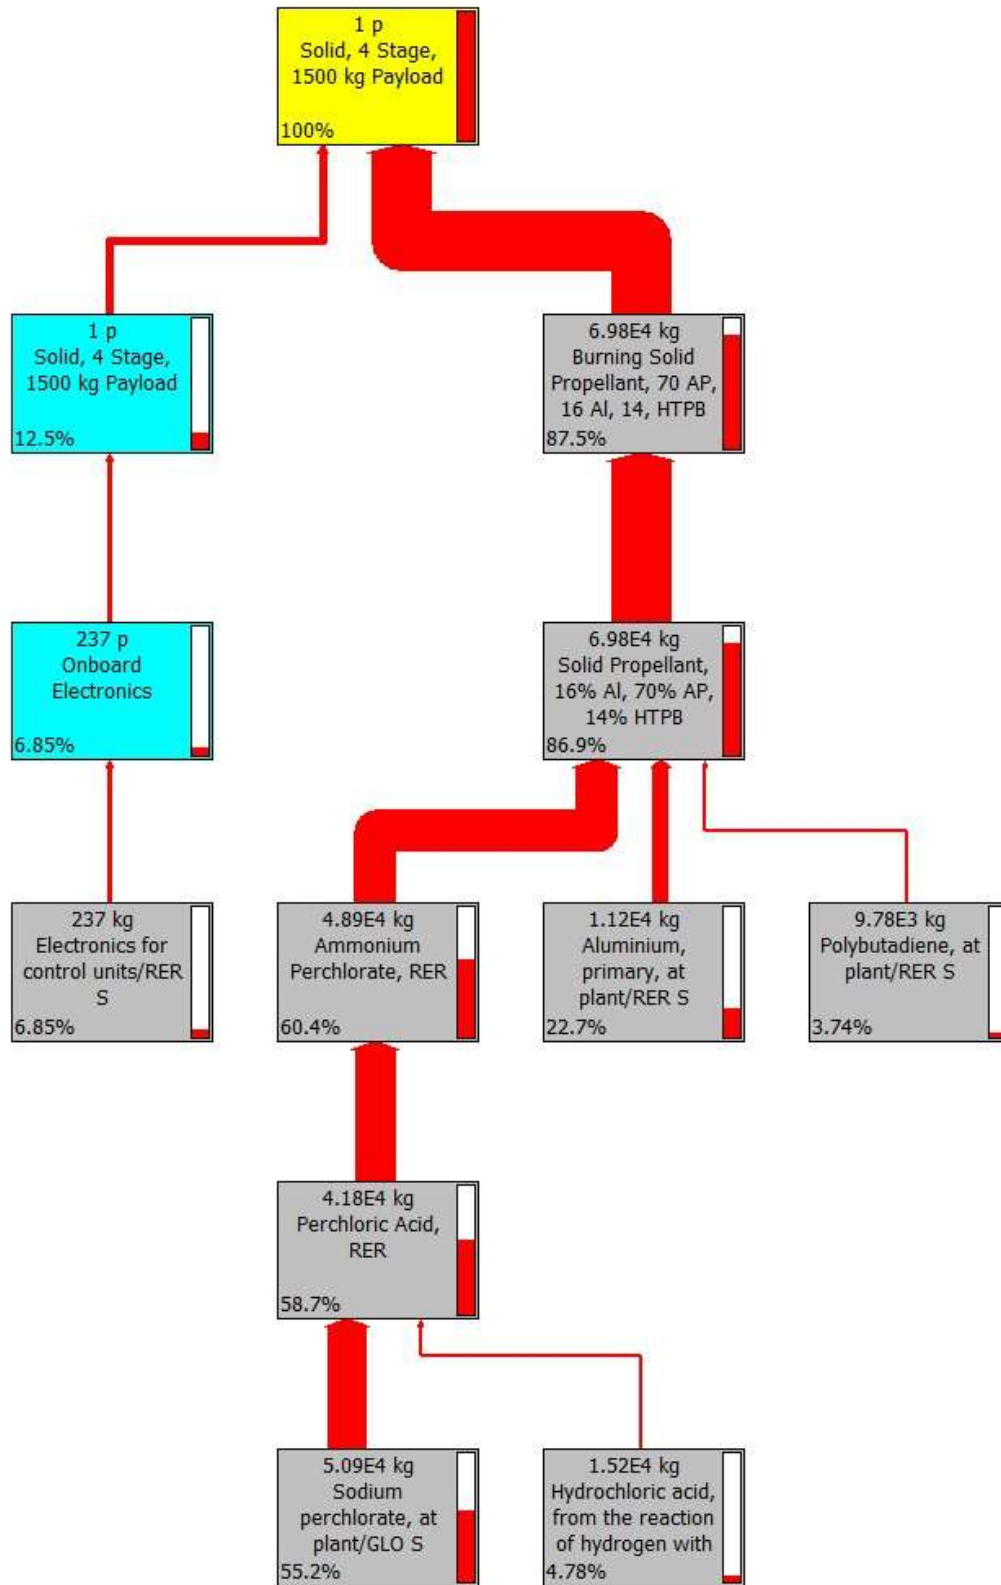 1 p
Solid, 4 Stage,
1500 kg Payload
100%
1 p
Solid, 4 Stage,
1500 kg Payload
12.5%
6.98E4 kg
Burning Solid
Propellant, 70 AP,
16 Al, 14, HTPB
87.5%
237 p
Onboard
Electronics
6.85%
6.98E4 kg
Solid Propellant,
16% Al, 70% AP,
14% HTPB
86.9%
237 kg
Electronics for
control units/RER
S
6.85%
4.89E4 kg
Ammonium
Perchlorate, RER
60.4%
1.12E4 kg
Aluminium,
primary, at
plant/RER S
22.7%
9.78E3 kg
Polybutadiene, at
plant/RER S
3.74%
4.18E4 kg
Perchloric Acid,
RER
58.7%
5.09E4 kg
Sodium
perchlorate, at
plant/GLO S
55.2%
1.52E4 kg
Hydrochloric acid,
from the reaction
of hydrogen with
4.78%